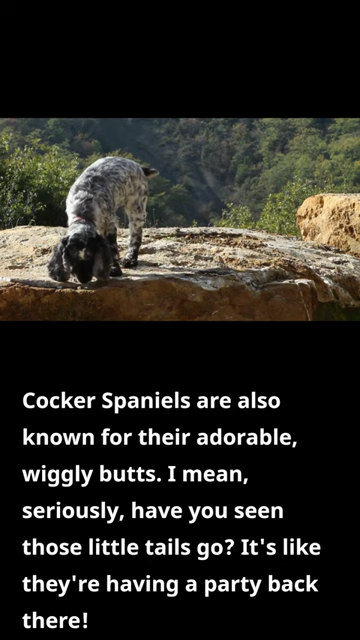 Cocker Spaniels are also
known for their adorable,
wiggly butts. I mean,
seriously, have you seen
those little tails go? It's like
they're having a party back
there!